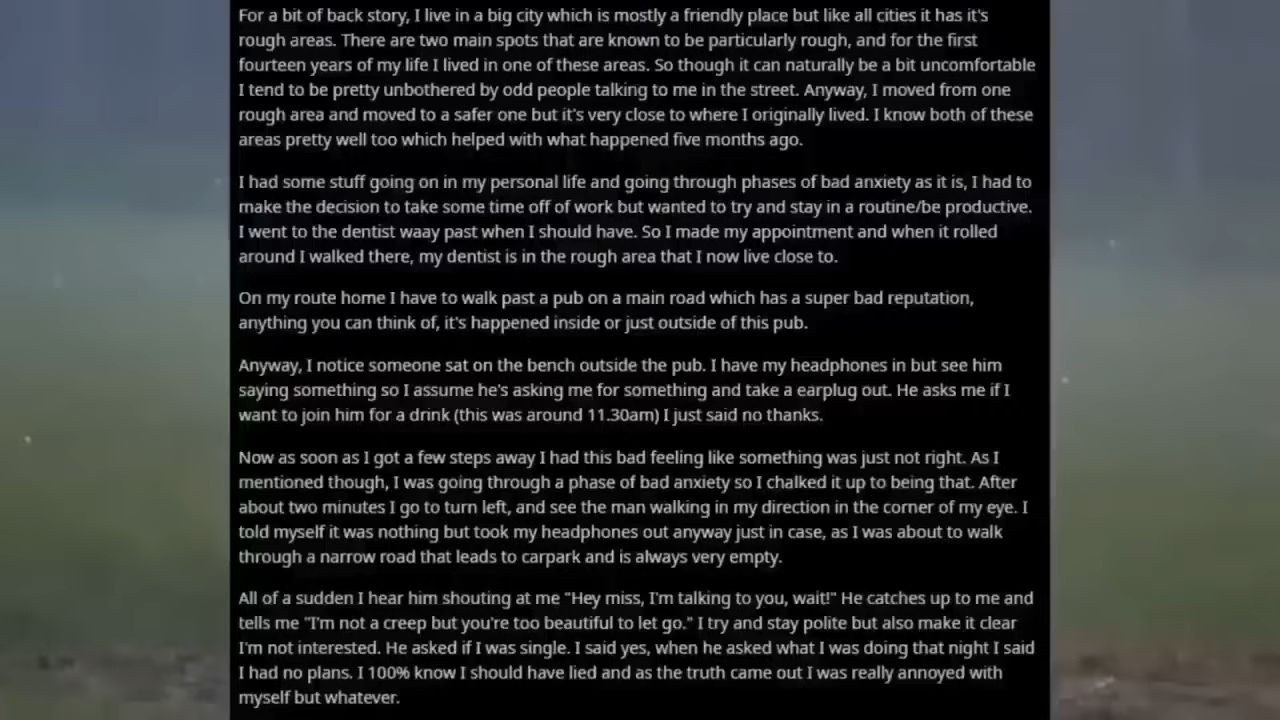 For a bit of back story, I live in a big city which is mostly a friendly place but like all cities it has it's
rough areas. There are two main spots that are known to be particularly rough, and for the first
fourteen years of my life I lived in one of these areas. So though it can naturally be a bit uncomfortable
I tend to be pretty unbothered by odd people talking to me in the street. Anyway, I moved from one
rough area and moved to a safer one but it's very close to where I originally lived. I know both of these
areas pretty well too which helped with what happened five months ago.
I had some stuff going on in my personal life and going through phases of bad anxiety as it is, I had to
make the decision to take some time off of work but wanted to try and stay in a routine/be productive.
I went to the dentist waay past when I should have. So I made my appointment and when it rolled
around I walked there, my dentist is in the rough area that I now live close to.
On my route home I have to walk past a pub on a main road which has a super bad reputation,
anything you can think of, it's happened inside or just outside of this pub.
Anyway, I notice someone sat on the bench outside the pub. I have my headphones in but see him
saying something so I assume he's asking me for something and take a earplug out. He asks me if I
want to join him for a drink (this was around 11.30am) I just said no thanks.
Now as soon as I got a few steps away I had this bad feeling like something was just not right. As I
mentioned though, I was going through a phase of bad anxiety so I chalked it up to being that. After
about two minutes I go to turn left, and see the man walking in my direction in the corner of my eye. I
told myself it was nothing but took my headphones out anyway just in case, as I was about to walk
through a narrow road that leads to carpark and is always very empty.
All of a sudden I hear him shouting at me "Hey miss, I'm talking to you, wait!" He catches up to me and
tells me "I'm not a creep but you're too beautiful to let go." I try and stay polite but also make it clear
I'm not interested. He asked if I was single. I said yes, when he asked what I was doing that night I said
I had no plans. I 100% know I should have lied and as the truth came out I was really annoyed with
myself but whatever.